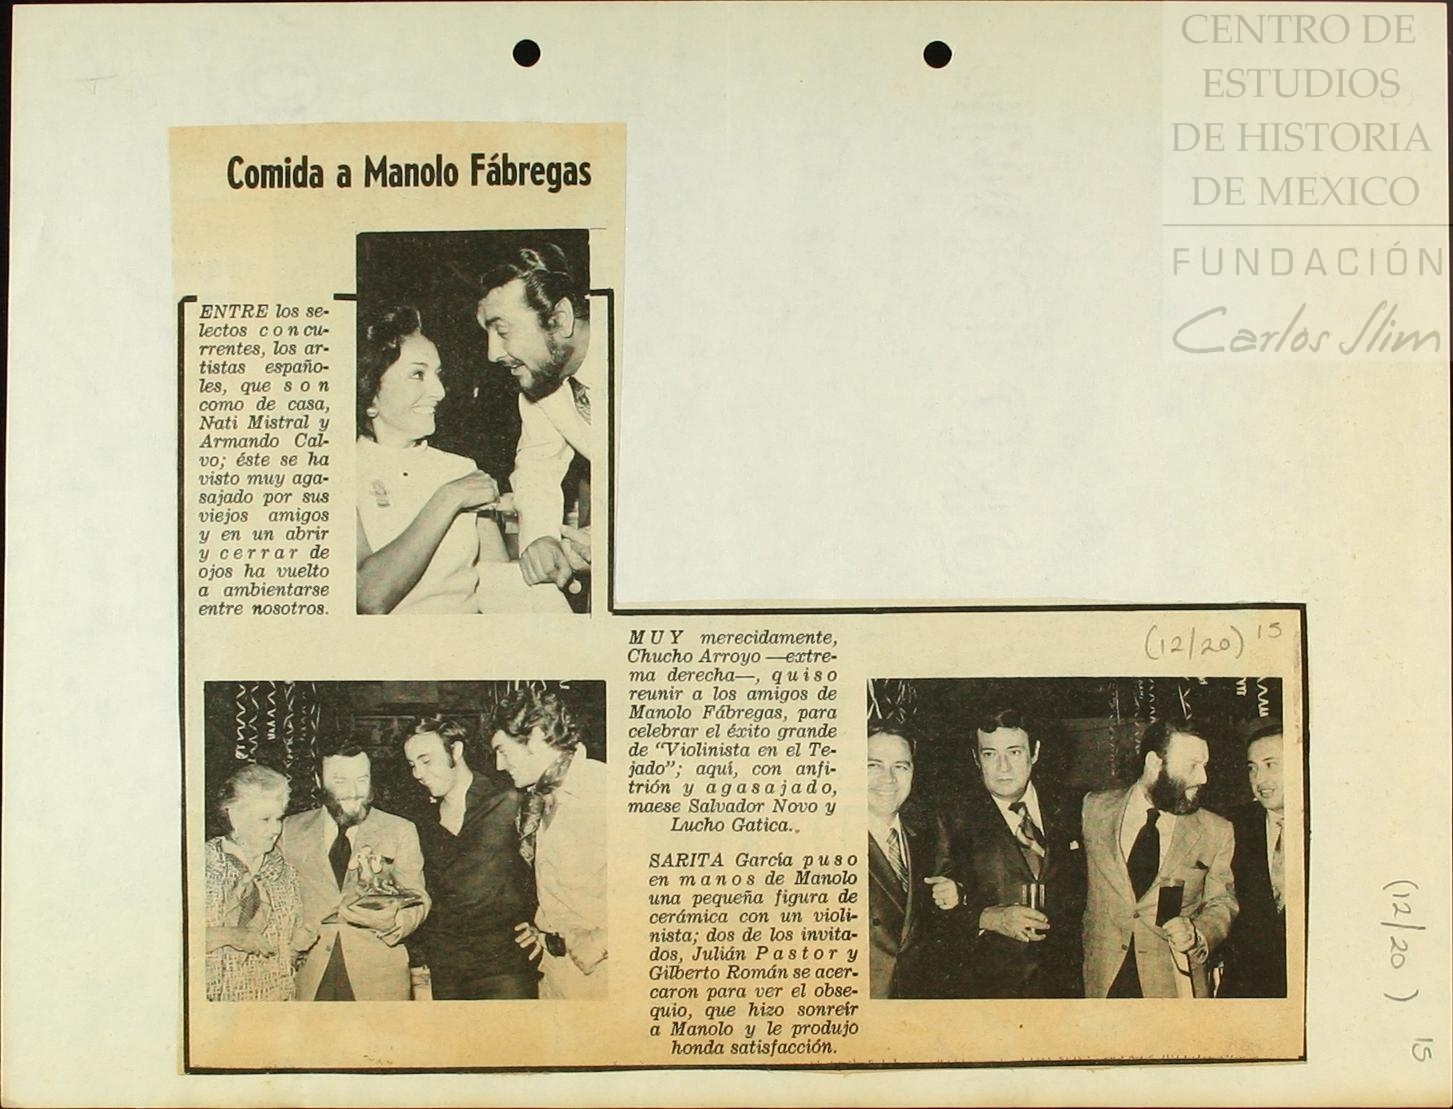 CENTRO DE
ESTUDIOS
DE HISTORIA
DE MEXICO
FUNDACIÓN
Carlos Slim
Comida a Manolo Fábregas
ENTRE los se-
lectos concu-
rrentes, los ar-
tistas españo-
les, que son
como de casa,
Nati Mistral y
Armando Cal-
vo; éste se ha
visto muy aga-
sajado por sus
viejos amigos
y en un abrir
y cerrar de
ojos ha vuelto
a ambientarse
entre nosotros.
MUY merecidamente,
Chucho Arroyo —extre-
ma derecha—, quiso
reunir a los amigos de
Manolo Fábregas, para
celebrar el éxito grande
de "Violinista en el Te-
jado"; aquí, con anfi-
trión y agasajado,
maese Salvador Novo y
Lucho Gatica.
SARITA García puso
en manos de Manolo
una pequeña figura de
cerámica con un violi-
nista; dos de los invita-
dos, Julián Pastor y
Gilberto Román se acer-
caron para ver el obse-
quio, que hizo sonreír
a Manolo y le produjo
honda satisfacción.
(12/20) 15
(12/20)
15